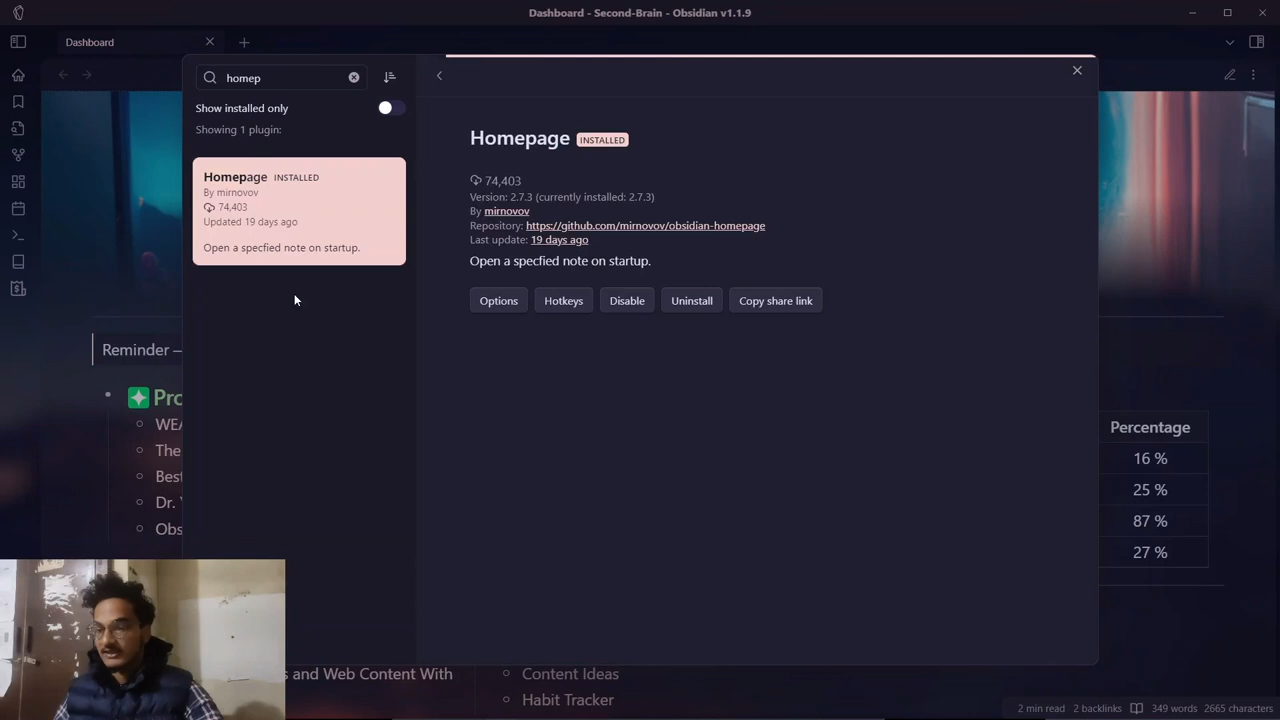 Dashboard - Second-Brain - Obsidian v1.1.9
Dashboard
homep
Show installed only
Showing 1 plugin:
Homepage INSTALLED
By mirnovov
74,403
Updated 19 days ago
Open a specfied note on startup.
Homepage INSTALLED
74,403
Version: 2.7.3 (currently installed: 2.7.3)
By mirnovov
Repository: https://github.com/mirnovov/obsidian-homepage
Last update: 19 days ago
Open a specfied note on startup.
Options Hotkeys Disable Uninstall Copy share link
Reminder —
Pro
WEA
The
Best
Dr.
Obs
Percentage
16 %
25 %
87 %
27 %
s and Web Content With
Content Ideas
Habit Tracker
2 min read 2 backlinks 349 words 2665 characters